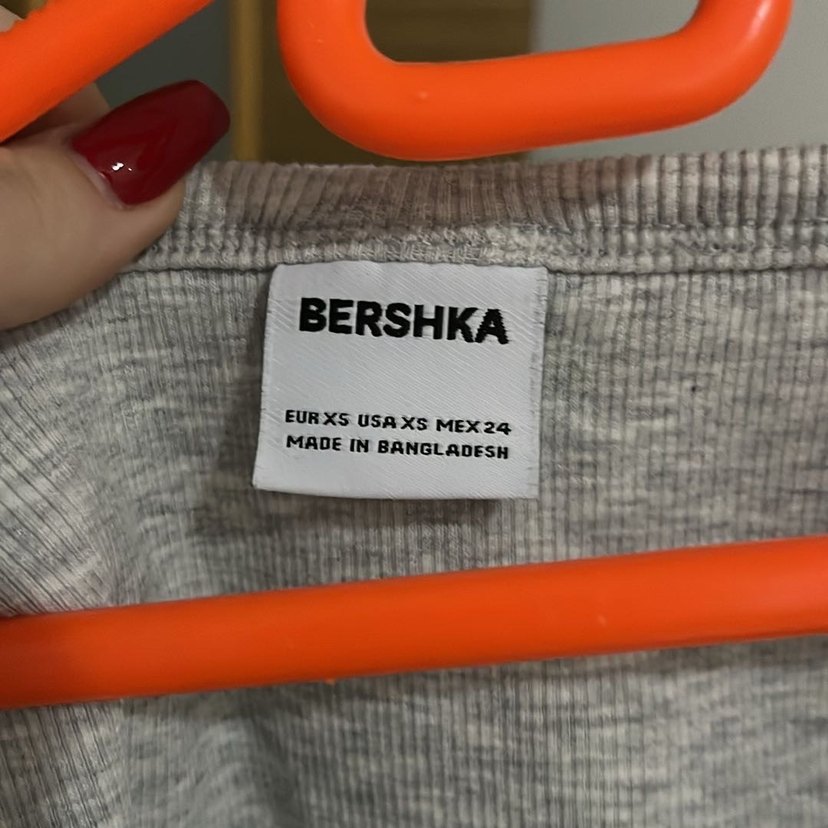 BERSHKA
EUR XS USA XS MEX 24
MADE IN BANGLADESH